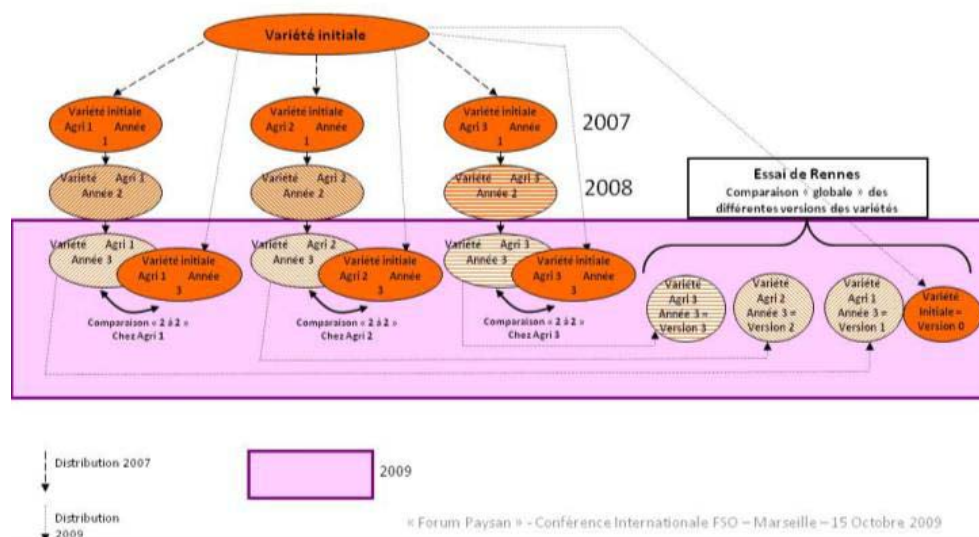 Variété initiale
Variété initiale
Agri 1 Année
1
Variété initiale
Agri 2 Année
1
Variété initiale
Agri 3 Année
1
2007
Variété Agri 1
Année 2
Variété Agri 2
Année 2
Variété Agri 3
Année 2
2008
Essai de Rennes
Comparaison « globale » des
différentes versions des variétés
Variété Agri 1
Année 3
Variété initiale
Agri 1 Année
3
Variété Agri 2
Année 3
Variété initiale
Agri 2 Année
3
Variété Agri 3
Année 3
Variété initiale
Agri 3 Année
3
Comparaison « 2 à 2 »
Chez Agri 1
Comparaison « 2 à 2 »
Chez Agri 2
Comparaison « 2 à 2 »
Chez Agri 3
Variété
Agri 3
Année 3 =
Version 3
Variété
Agri 2
Année 3 =
Version 2
Variété
Agri 1
Année 3 =
Version 1
Variété
Initiale =
Version 0
Distribution 2007
2009
Distribution
2009
« Forum Paysan » - Conférence Internationale FSO – Marseille – 15 Octobre 2009